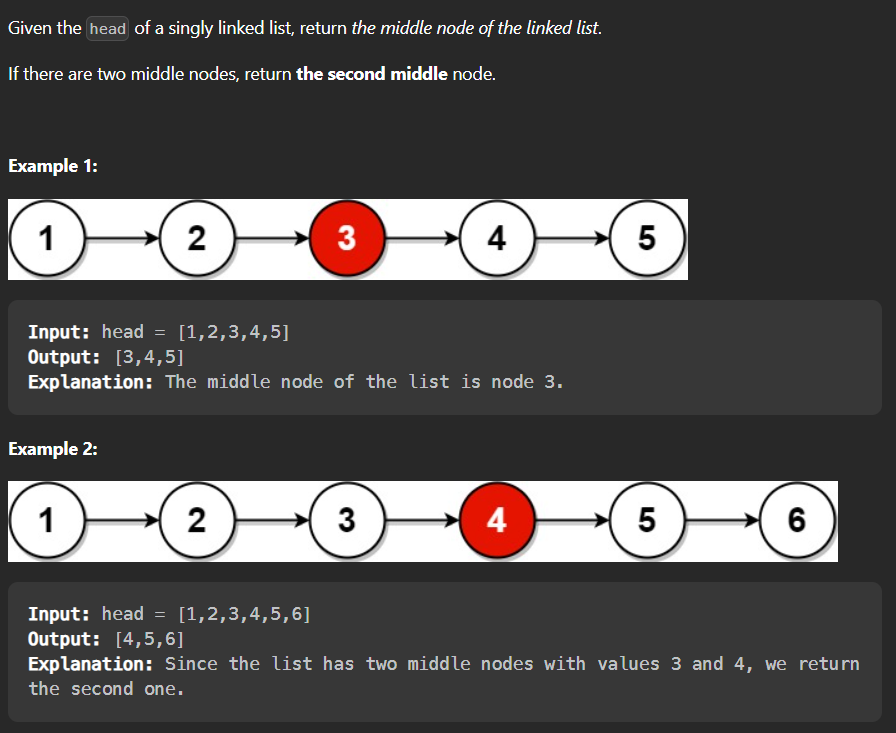 Given the head of a singly linked list, return the middle node of the linked list.
If there are two middle nodes, return the second middle node.
Example 1:
1 2 3 4 5
Input: head = [1,2,3,4,5]
Output: [3,4,5]
Explanation: The middle node of the list is node 3.
Example 2:
1 2 3 4 5 6
Input: head = [1,2,3,4,5,6]
Output: [4,5,6]
Explanation: Since the list has two middle nodes with values 3 and 4, we return
the second one.